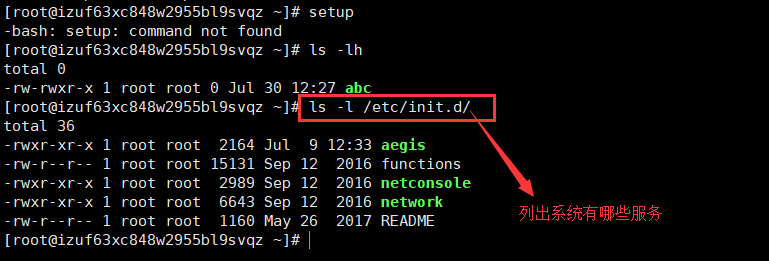 [root@izuf63xc848w2955bl9svqz ~]# setup
-bash: setup: command not found
[root@izuf63xc848w2955bl9svqz ~]# ls -lh
total 0
-rw-rwxr-x 1 root root 0 Jul 30 12:27 abc
[root@izuf63xc848w2955bl9svqz ~]# ls -l /etc/init.d/
total 36
-rwxr-xr-x 1 root root  2164 Jul  9 12:33 aegis
-rw-r--r-- 1 root root 15131 Sep 12  2016 functions
-rwxr-xr-x 1 root root  2989 Sep 12  2016 netconsole
-rwxr-xr-x 1 root root  6643 Sep 12  2016 network
-rw-r--r-- 1 root root  1160 May 26  2017 README
列出系统有哪些服务
[root@izuf63xc848w2955bl9svqz ~]#